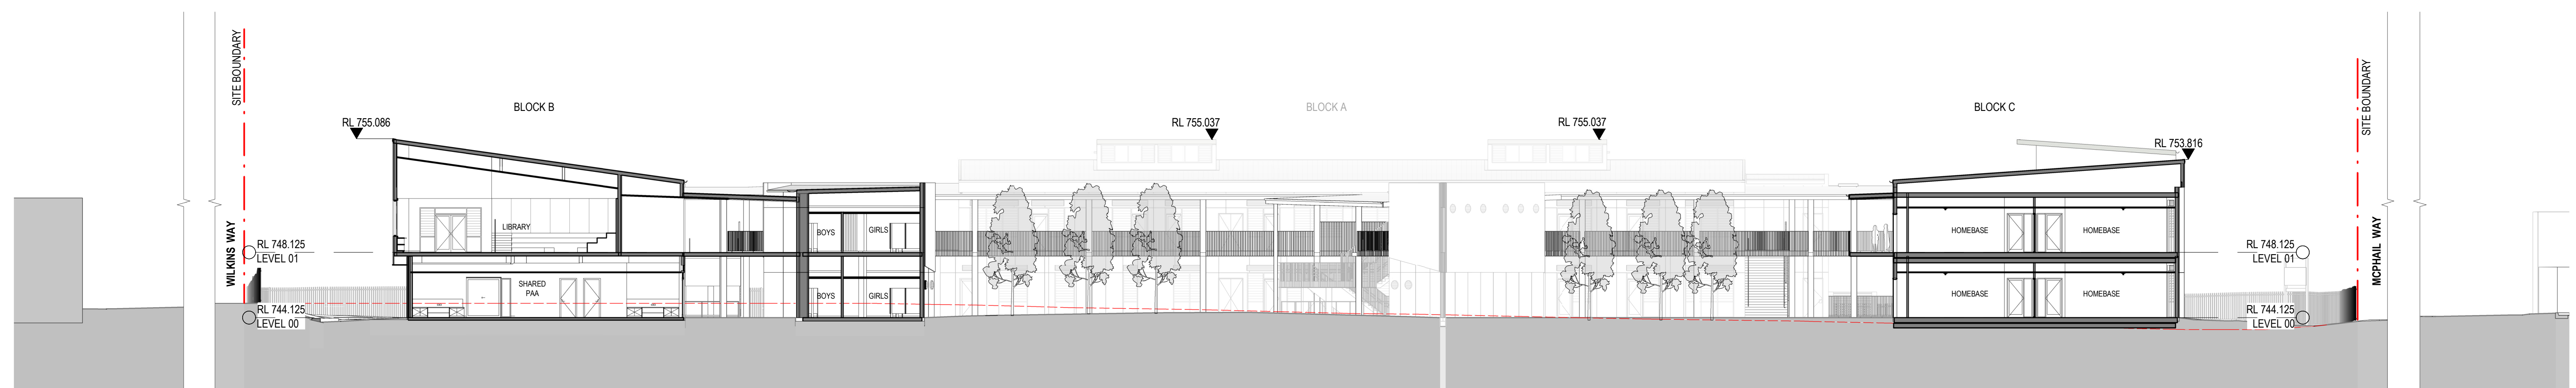 SITE BOUNDARY
WILKINS WAY
BLOCK B
BLOCK A
BLOCK C
SITE BOUNDARY
MCPHAIL WAY
RL 755.086
RL 755.037
RL 755.037
RL 753.816
LIBRARY
BOYS
GIRLS
HOMEBASE
HOMEBASE
RL 748.125
LEVEL 01
RL 748.125
LEVEL 01
SHARED
PAA
BOYS
GIRLS
HOMEBASE
HOMEBASE
RL 744.125
LEVEL 00
RL 744.125
LEVEL 00